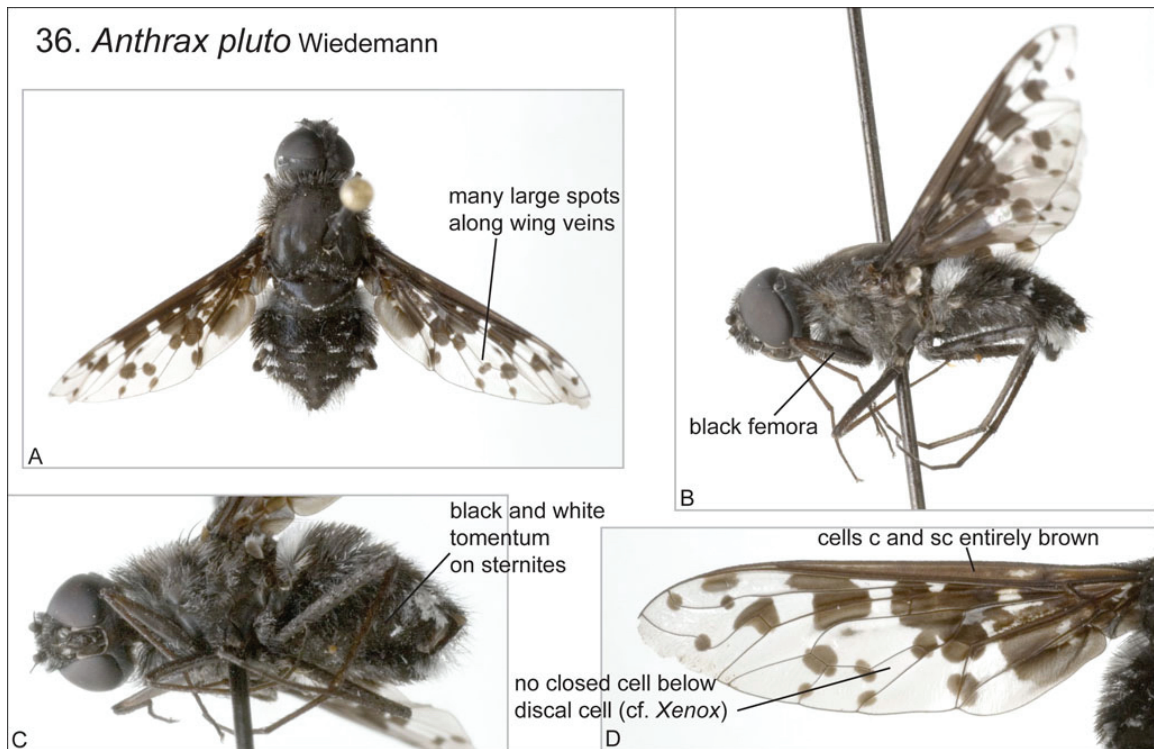 36. Anthrax pluto Wiedemann
many large spots
along wing veins
A
black femora
B
black and white
tomentum
on sternites
C
cells c and sc entirely brown
no closed cell below
discal cell (cf. Xenox)
D